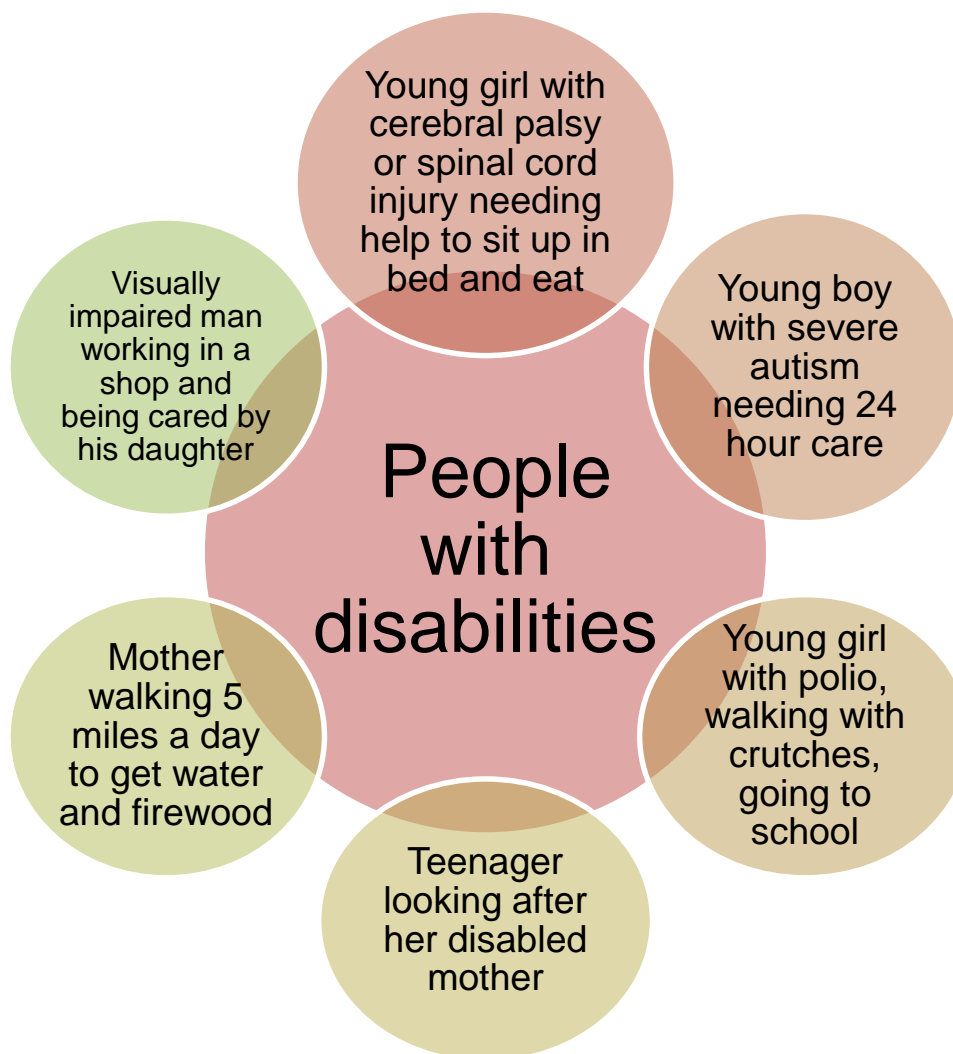 Young girl with
cerebral palsy
or spinal cord
injury needing
help to sit up in
bed and eat
Young boy
with severe
autism
needing 24
hour care
Young girl
with polio,
walking with
crutches,
going to
school
Teenager
looking after
her disabled
mother
Mother
walking 5
miles a day
to get water
and firewood
Visually
impaired man
working in a
shop and
being cared by
his daughter
People
with
disabilities